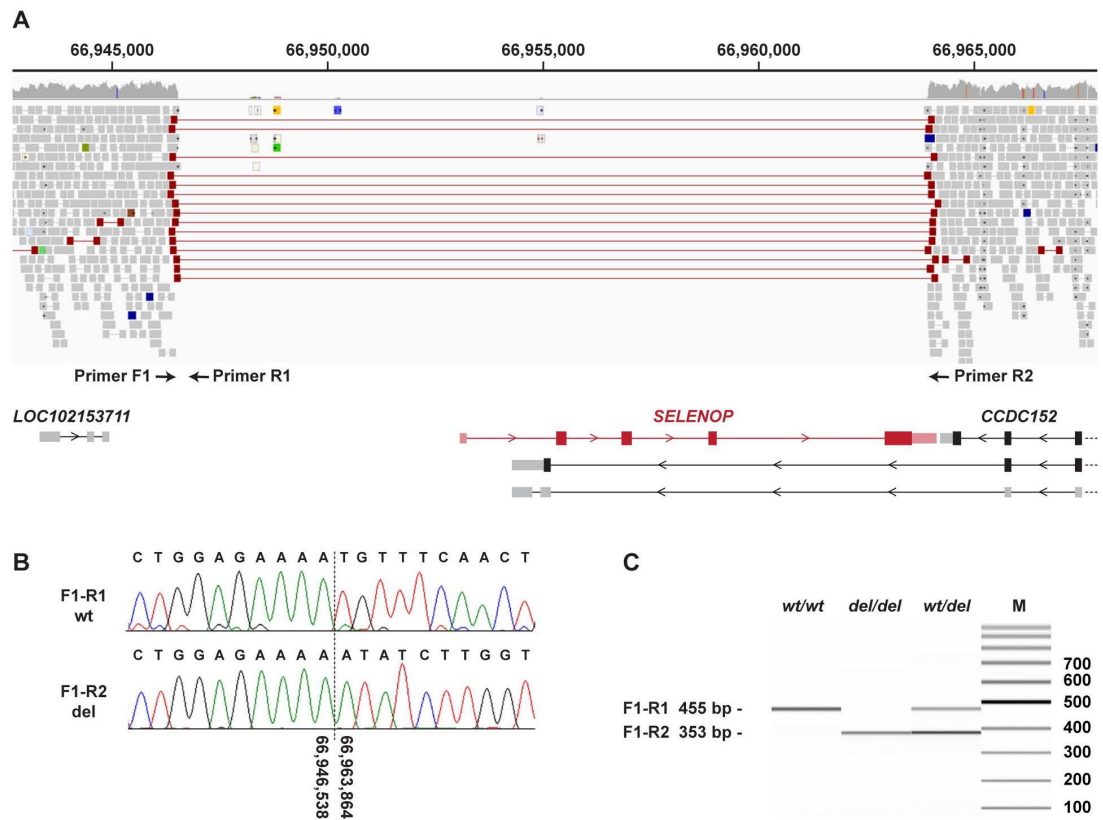 A
66,945,000 66,950,000 66,955,000 66,960,000 66,965,000
Primer F1 Primer R1 Primer R2
LOC102153711 SELENOP CCDC152
B
C T G G A G A A A A T G T T T C A A C T
F1-R1
wt
C T G G A G A A A A A T A T C T T G G T
F1-R2
del
66,946,538
66,963,864
C
wt/wt del/del wt/del M
700
600
500
F1-R1 455 bp -
400
F1-R2 353 bp -
300
200
100